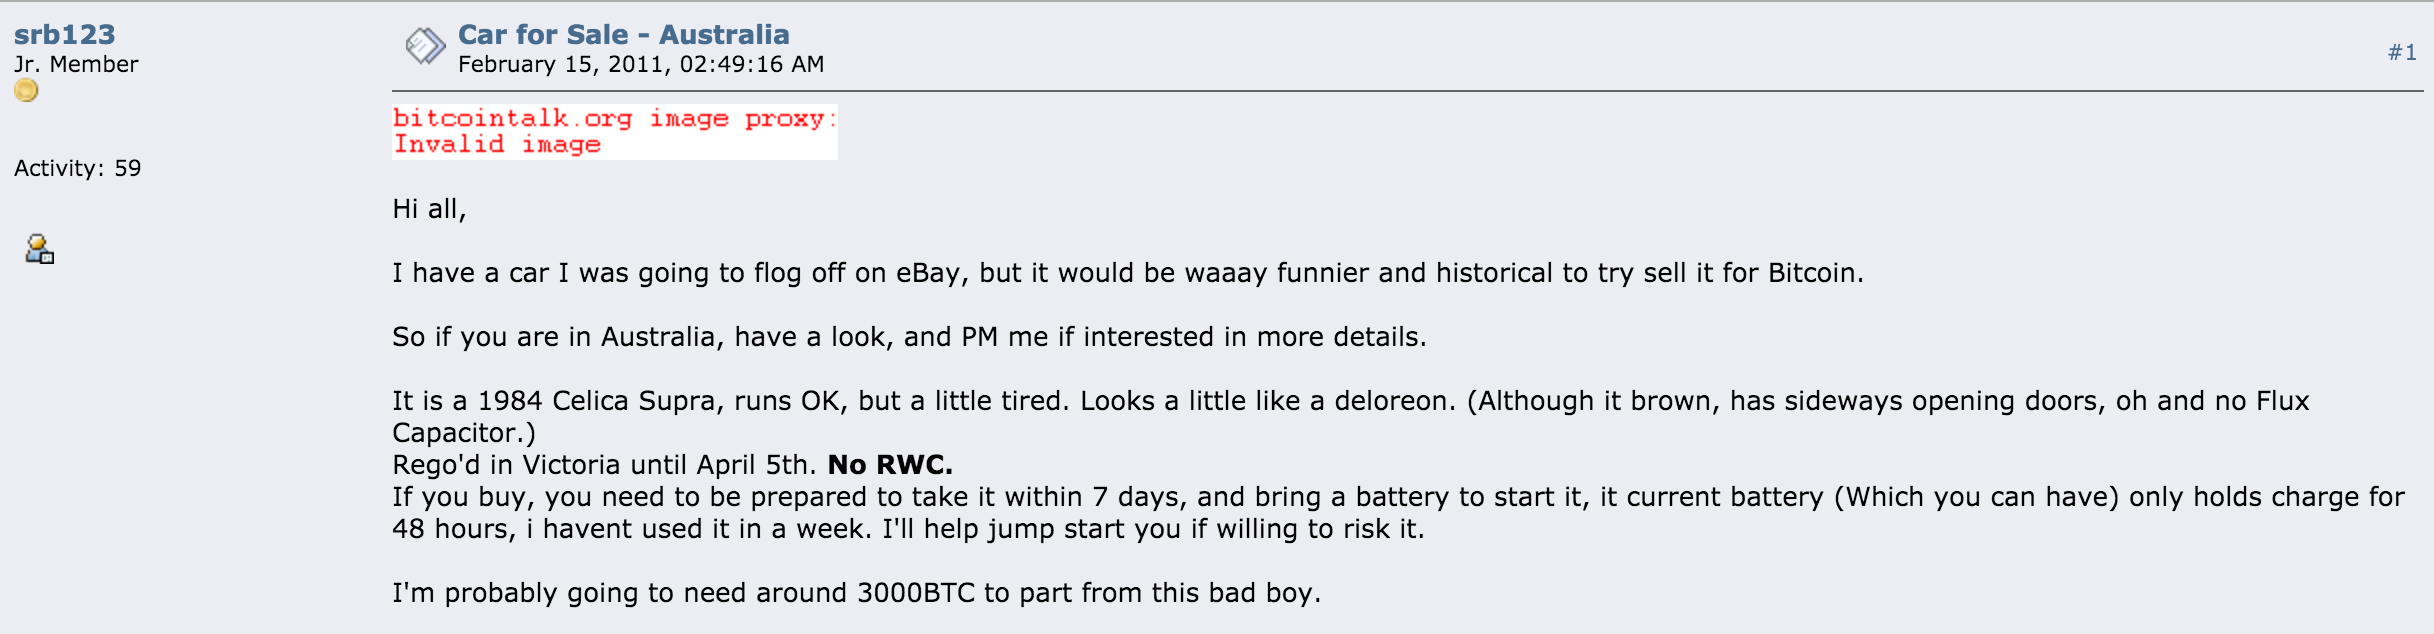 srb123
Jr. Member
Activity: 59
Car for Sale - Australia
February 15, 2011, 02:49:16 AM
#1
bitcointalk.org image proxy:
Invalid image
Hi all,
I have a car I was going to flog off on eBay, but it would be waaay funnier and historical to try sell it for Bitcoin.
So if you are in Australia, have a look, and PM me if interested in more details.
It is a 1984 Celica Supra, runs OK, but a little tired. Looks a little like a deloreon. (Although it brown, has sideways opening doors, oh and no Flux
Capacitor.)
Rego'd in Victoria until April 5th. No RWC.
If you buy, you need to be prepared to take it within 7 days, and bring a battery to start it, it current battery (Which you can have) only holds charge for
48 hours, i havent used it in a week. I'll help jump start you if willing to risk it.
I'm probably going to need around 3000BTC to part from this bad boy.